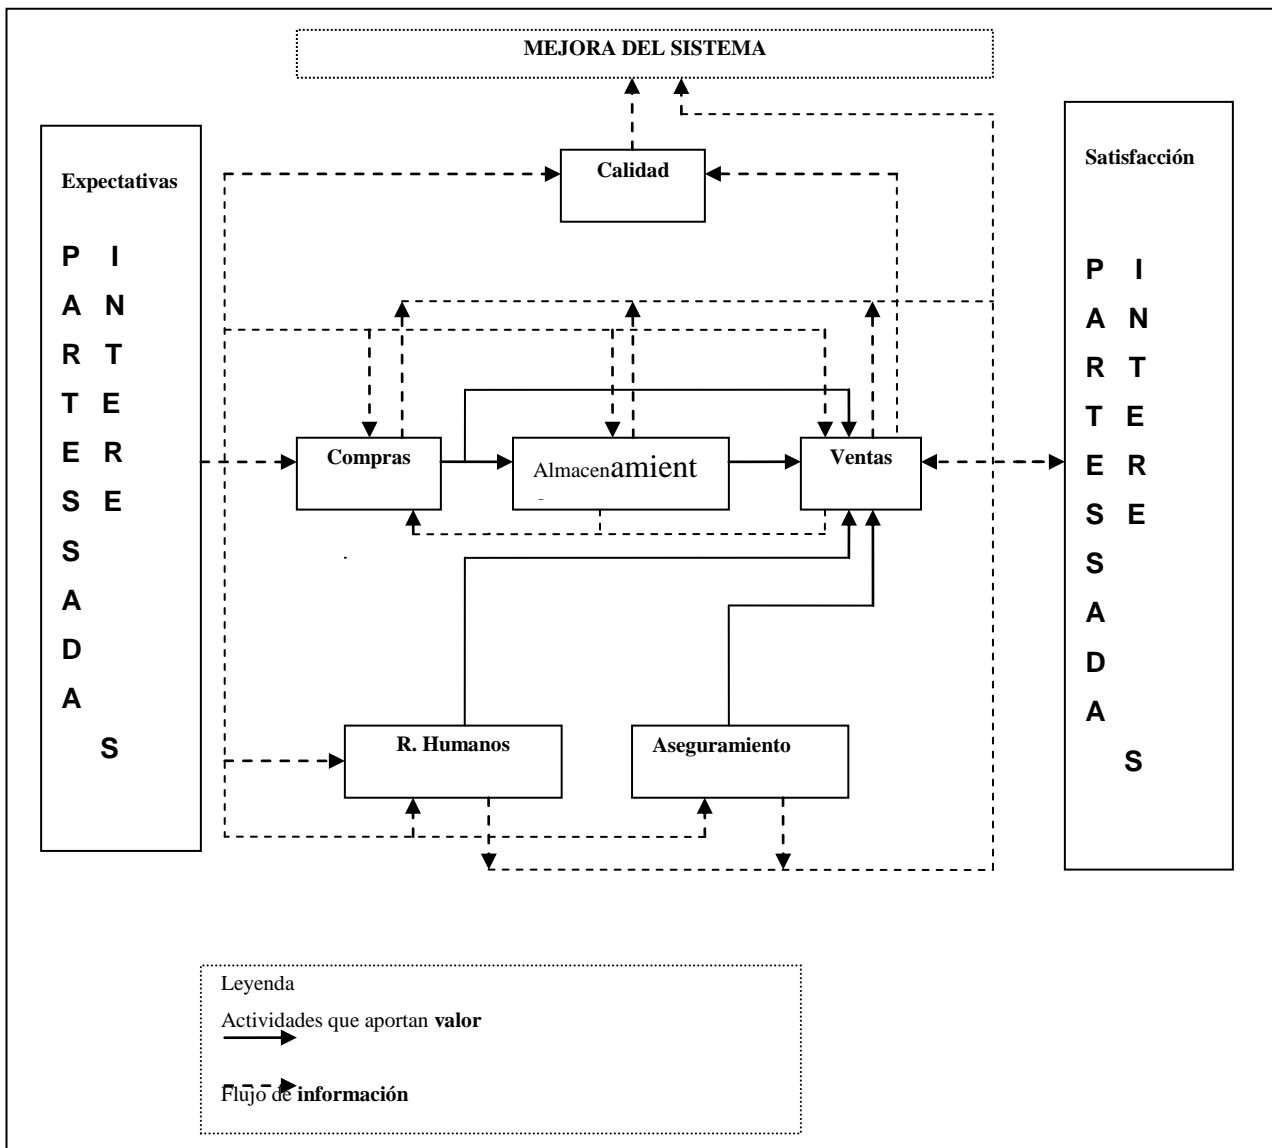 MEJORA DEL SISTEMA
Expectativas
P I
A N
R T
T E
E R
S E
S
A
D
A
S
Calidad
Compras
Almacenamient
Ventas
R. Humanos
Aseguramiento
Satisfacción
P I
A N
R T
T E
E R
S E
S
A
D
A
S
Leyenda
Actividades que aportan valor
Flujo de información